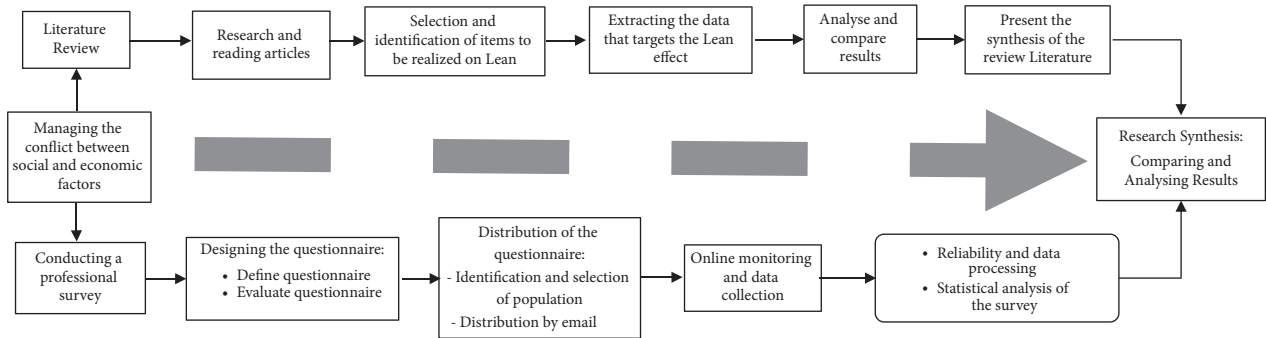 Literature
Review
Research and
reading articles
Selection and
identification of items to
be realized on Lean
Extracting the data
that targets the Lean
effect
Analyse and
compare
results
Present the
synthesis of the
review Literature
Managing the
conflict between
social and economic
factors
Research Synthesis:
Comparing and
Analysing Results
Conducting a
professional
survey
Designing the questionnaire:
• Define questionnaire
• Evaluate questionnaire
Distribution of the
questionnaire:
- Identification and selection
of population
- Distribution by email
Online monitoring
and data
collection
• Reliability and data
processing
• Statistical analysis of
the survey